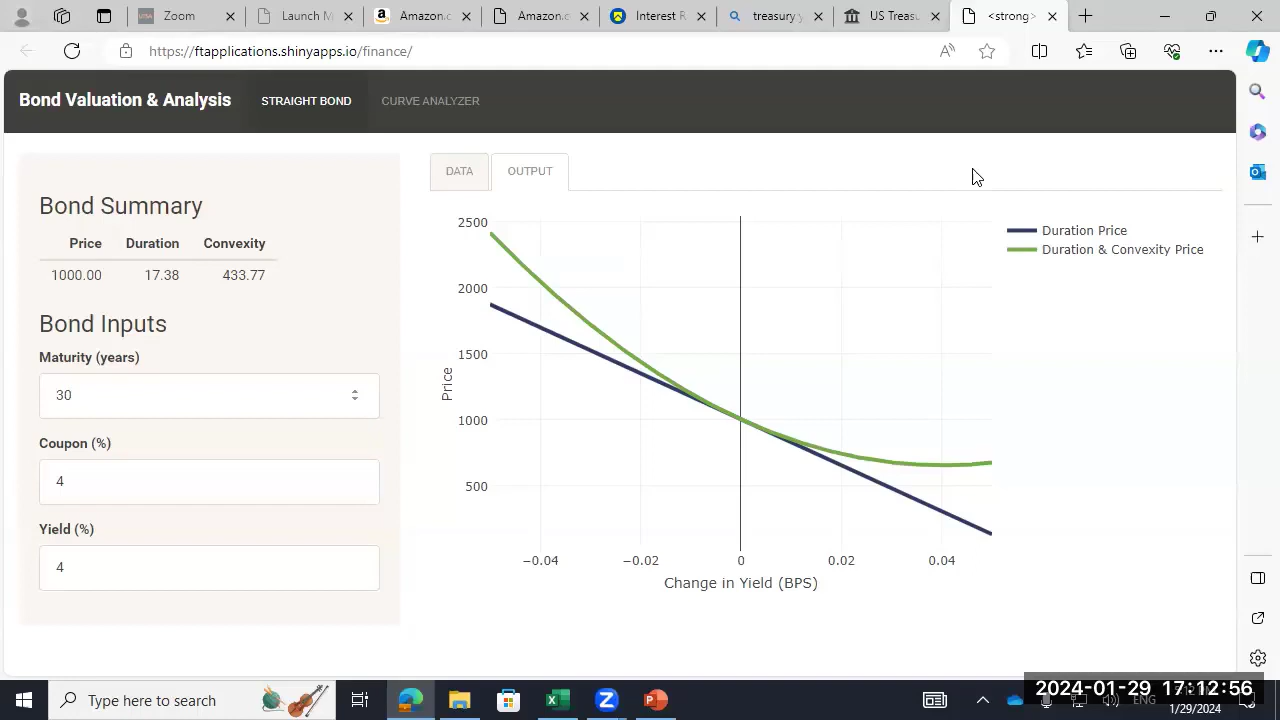 VISA Zoom
Launch M
Amazon.c
Amazon.c
Interest R
treasury y
US Treasu
<strong>
https://ftapplications.shinyapps.io/finance/
Bond Valuation & Analysis
STRAIGHT BOND
CURVE ANALYZER
DATA
OUTPUT
Bond Summary
Price Duration Convexity
1000.00 17.38 433.77
Bond Inputs
Maturity (years)
30
Coupon (%)
4
Yield (%)
4
2500
2000
1500
1000
500
Price
−0.04 −0.02 0 0.02 0.04
Change in Yield (BPS)
Duration Price
Duration & Convexity Price
Type here to search
ENG
2024-01-29 17:12:56
1/29/2024